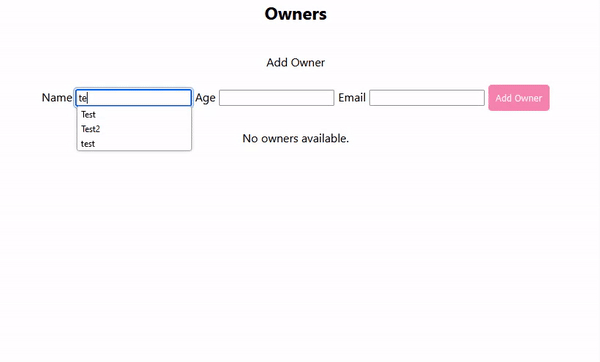 Owners
Add Owner
Name te Age Email Add Owner
Test
Test2
test
No owners available.